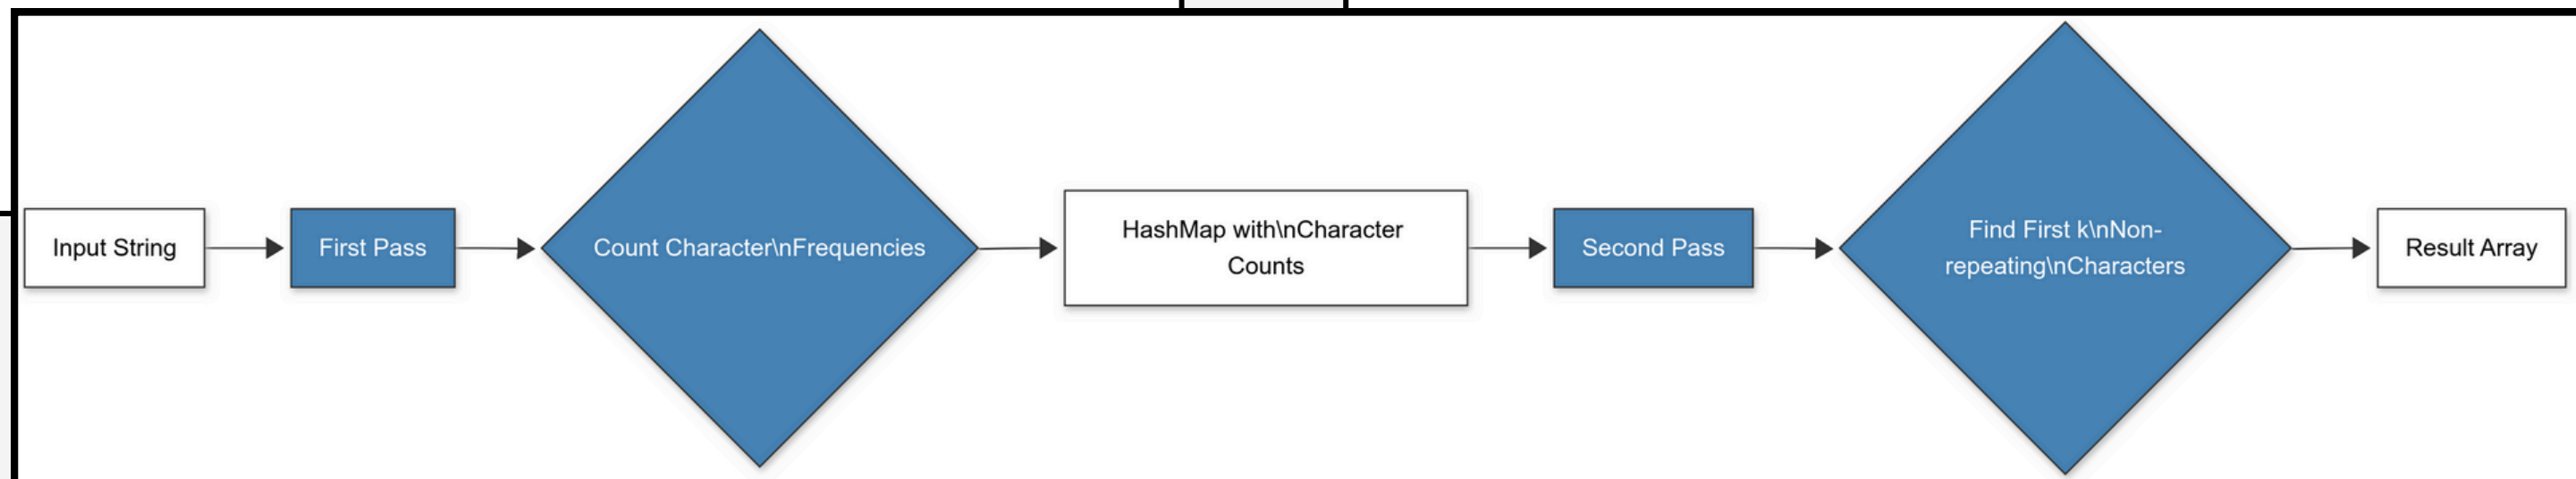 Input String
First Pass
Count Character\nFrequencies
HashMap with\nCharacter
Counts
Second Pass
Find First k\nNon-
repeating\nCharacters
Result Array